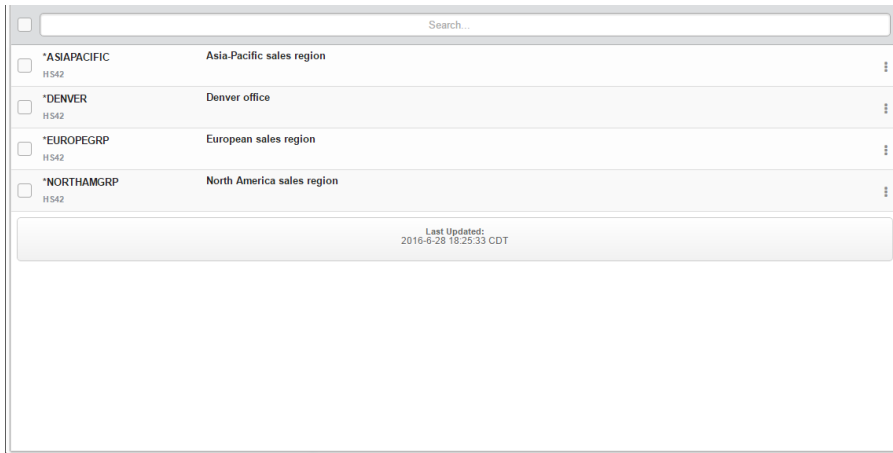 Search...
*ASIAPACIFIC Asia-Pacific sales region
HS42
*DENVER Denver office
HS42
*EUROPEGRP European sales region
HS42
*NORTHAMGRP North America sales region
HS42
Last Updated:
2016-6-28 18:25:33 CDT